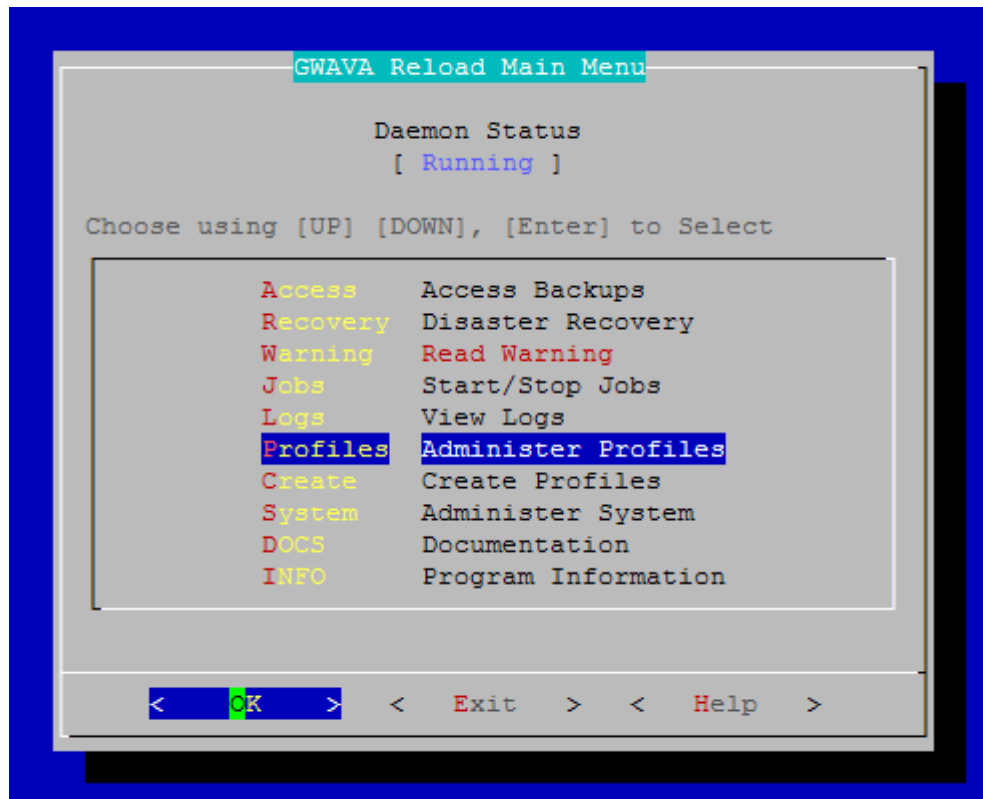 GWAVA Reload Main Menu
Daemon Status
[ Running ]
Choose using [UP] [DOWN], [Enter] to Select
Access Access Backups
Recovery Disaster Recovery
Warning Read Warning
Jobs Start/Stop Jobs
Logs View Logs
Profiles Administer Profiles
Create Create Profiles
System Administer System
DOCS Documentation
INFO Program Information
< OK > < Exit > < Help >